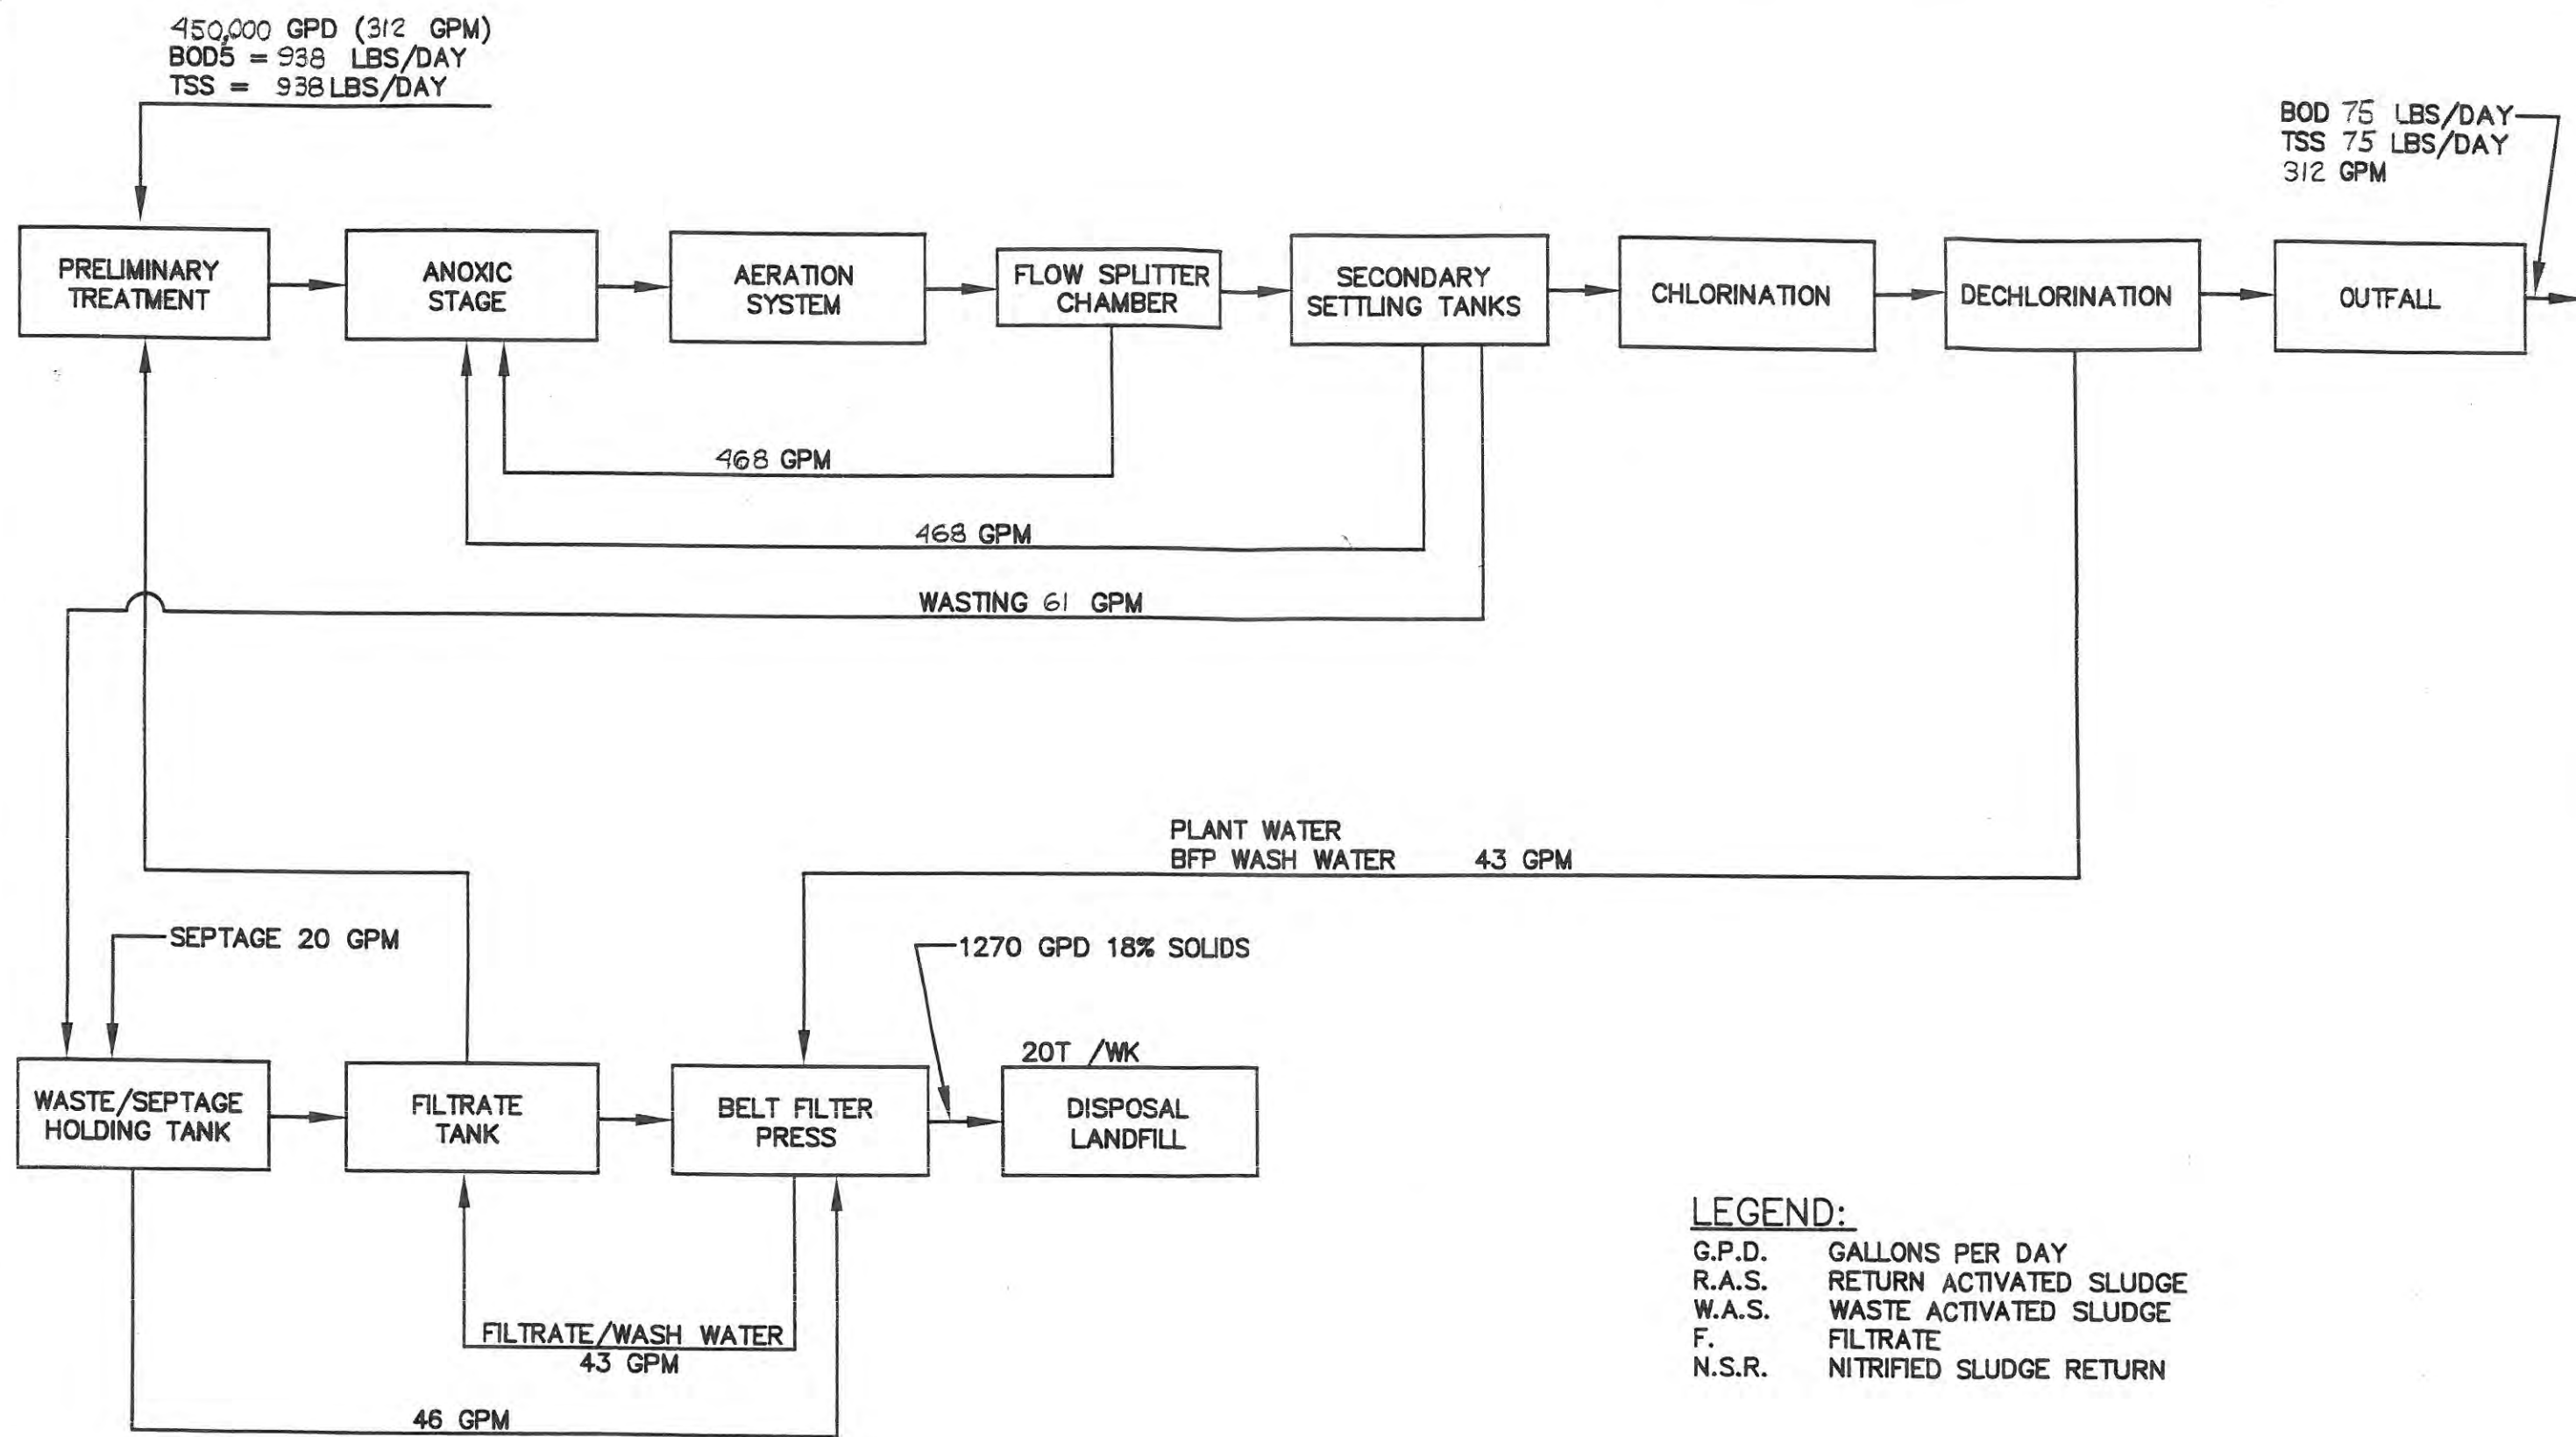 450,000 GPD (312 GPM)
BOD5 = 938 LBS/DAY
TSS = 938 LBS/DAY
BOD 75 LBS/DAY
TSS 75 LBS/DAY
312 GPM
PRELIMINARY
TREATMENT
ANOXIC
STAGE
AERATION
SYSTEM
FLOW SPLITTER
CHAMBER
SECONDARY
SETTLING TANKS
CHLORINATION
DECHLORINATION
OUTFALL
468 GPM
468 GPM
WASTING 61 GPM
PLANT WATER
BFP WASH WATER 43 GPM
SEPTAGE 20 GPM
1270 GPD 18% SOLIDS
20T /WK
WASTE/SEPTAGE
HOLDING TANK
FILTRATE
TANK
BELT FILTER
PRESS
DISPOSAL
LANDFILL
FILTRATE/WASH WATER
43 GPM
46 GPM
LEGEND:
G.P.D. GALLONS PER DAY
R.A.S. RETURN ACTIVATED SLUDGE
W.A.S. WASTE ACTIVATED SLUDGE
F. FILTRATE
N.S.R. NITRIFIED SLUDGE RETURN